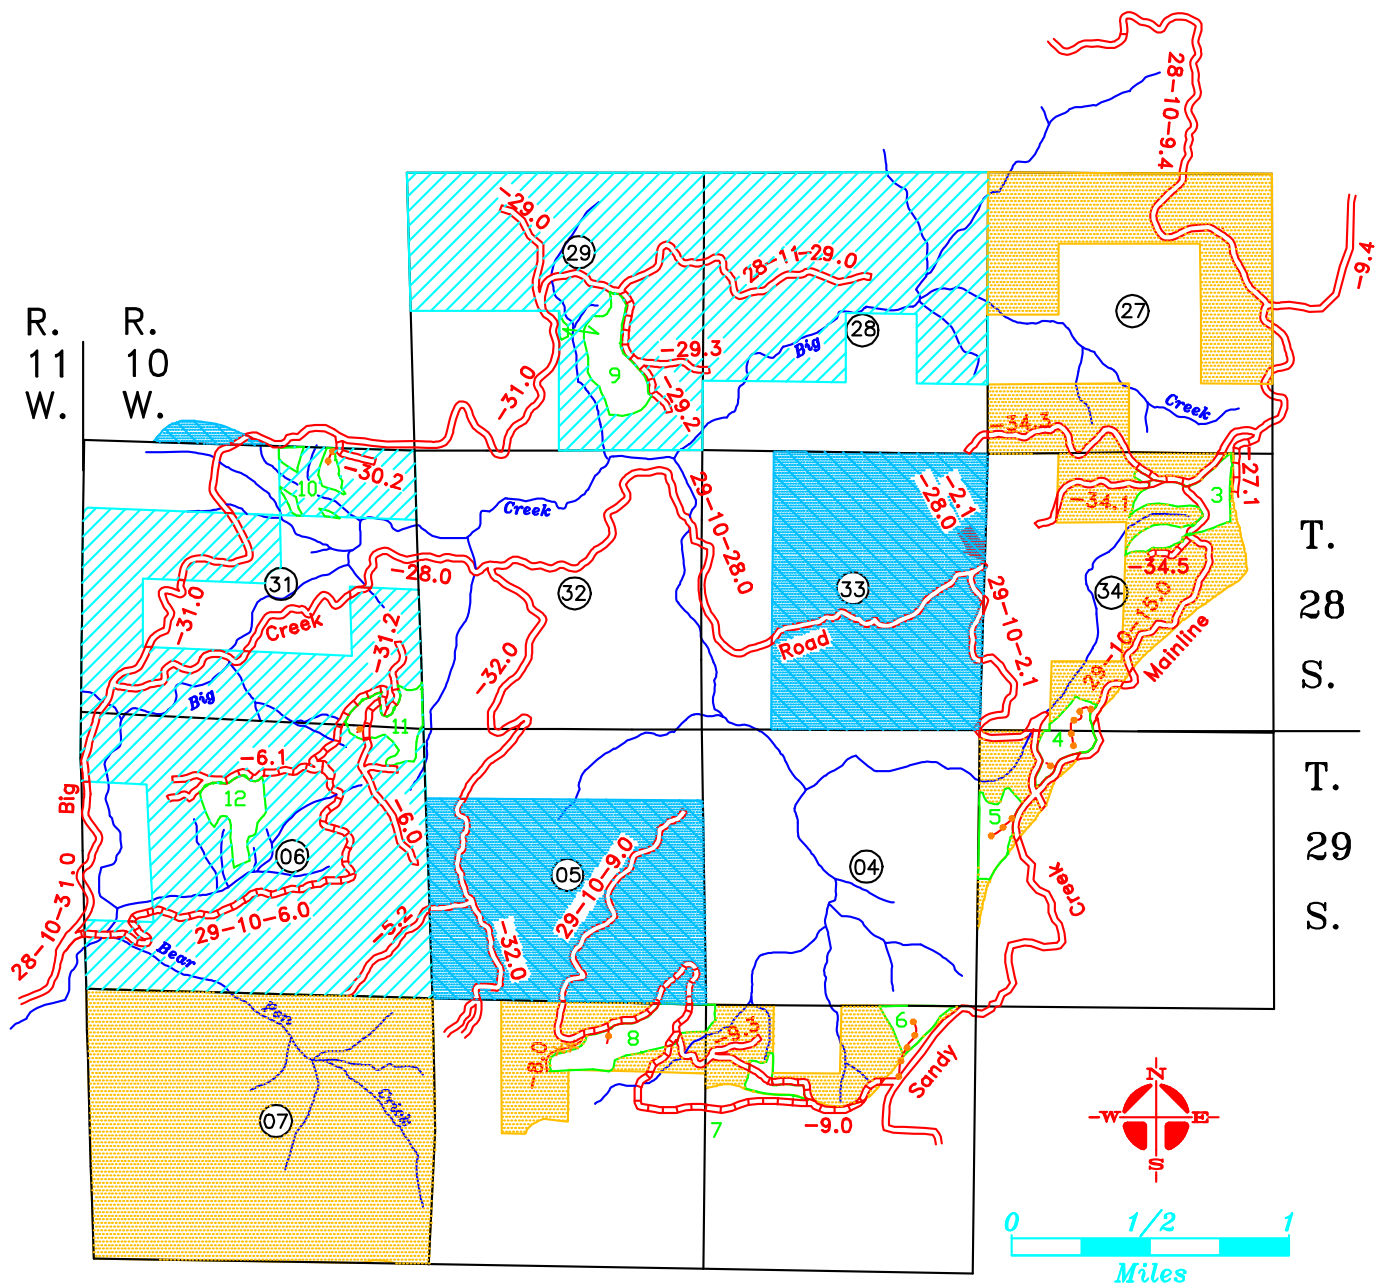 28-10-9.4
-9.4
-29.0
29
28-11-29.0
27
28
Big
R.
11
W.
R.
10
W.
-29.3
9
-29.2
-31.0
Creek
-34.3
-30.2
10
Creek
29-10-28.0
-2.1
-28.0
-34.1
3
-27.1
T.
28
S.
31
-28.0
32
33
34
-34.5
-31.0
Creek
-31.2
-32.0
Road
29-10-2.1
29-10-15.0
Mainline
Big
11
4
-6.1
12
Big
-6.0
5
T.
29
S.
06
05
04
29-10-9.0
Creek
29-10-6.0
-5.2
-32.0
28-10-31.0
Bear
Pen
Creek
07
8
-8.0
-9.3
6
Sandy
7
-9.0
N
W
E
S
0
1/2
1
Miles